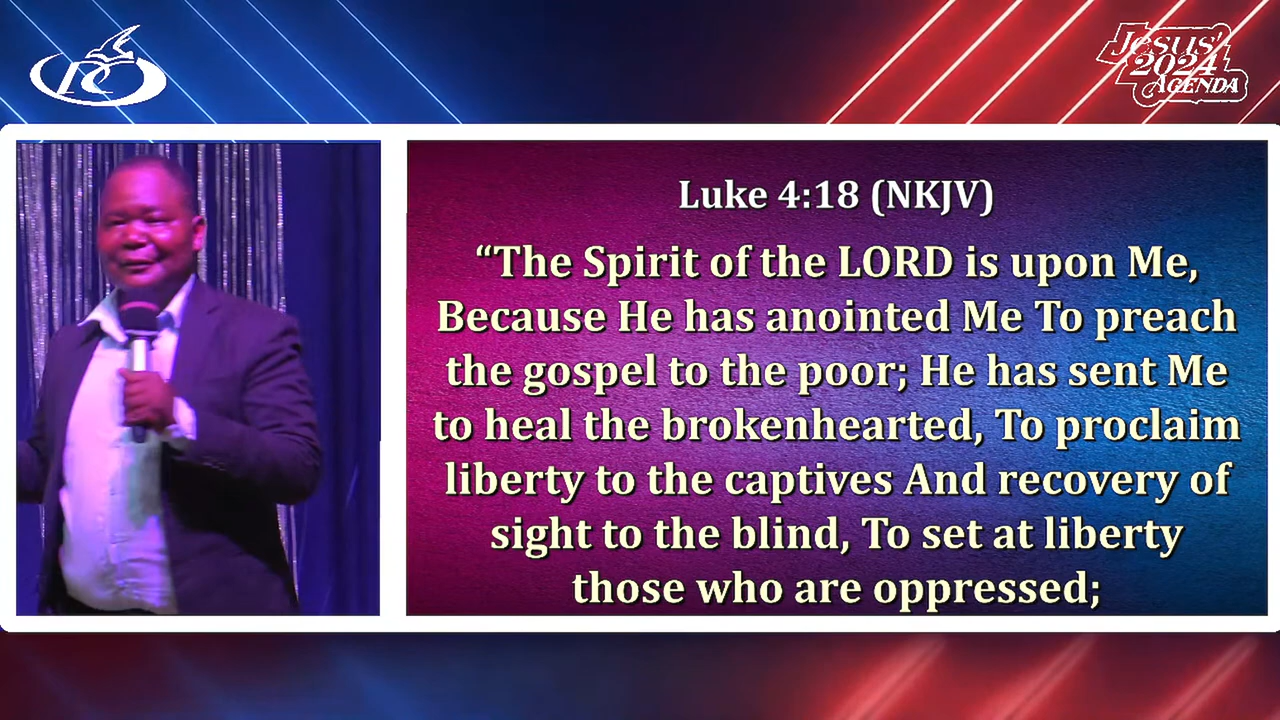 JESUS'
2024
AGENDA
Luke 4:18 (NKJV)
“The Spirit of the LORD is upon Me,
Because He has anointed Me To preach
the gospel to the poor; He has sent Me
to heal the brokenhearted, To proclaim
liberty to the captives And recovery of
sight to the blind, To set at liberty
those who are oppressed;